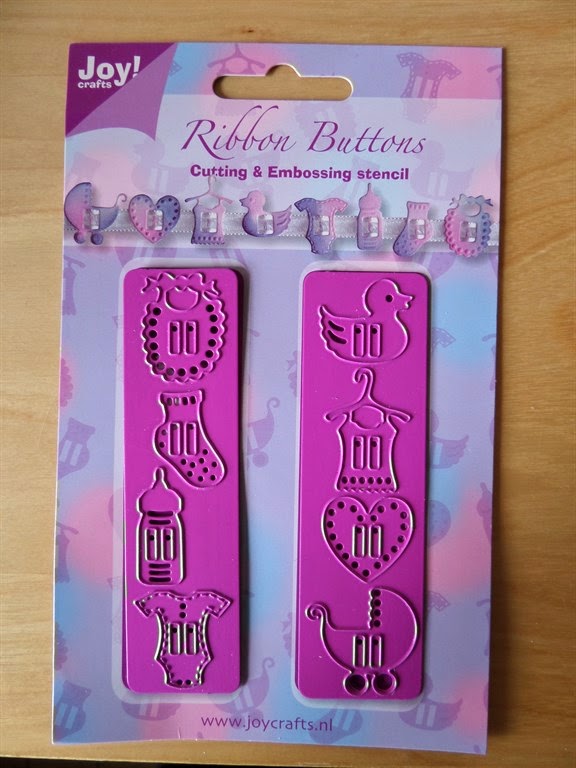 Joy!
crafts
Ribbon Buttons
Cutting & Embossing stencil
www.joycrafts.nl